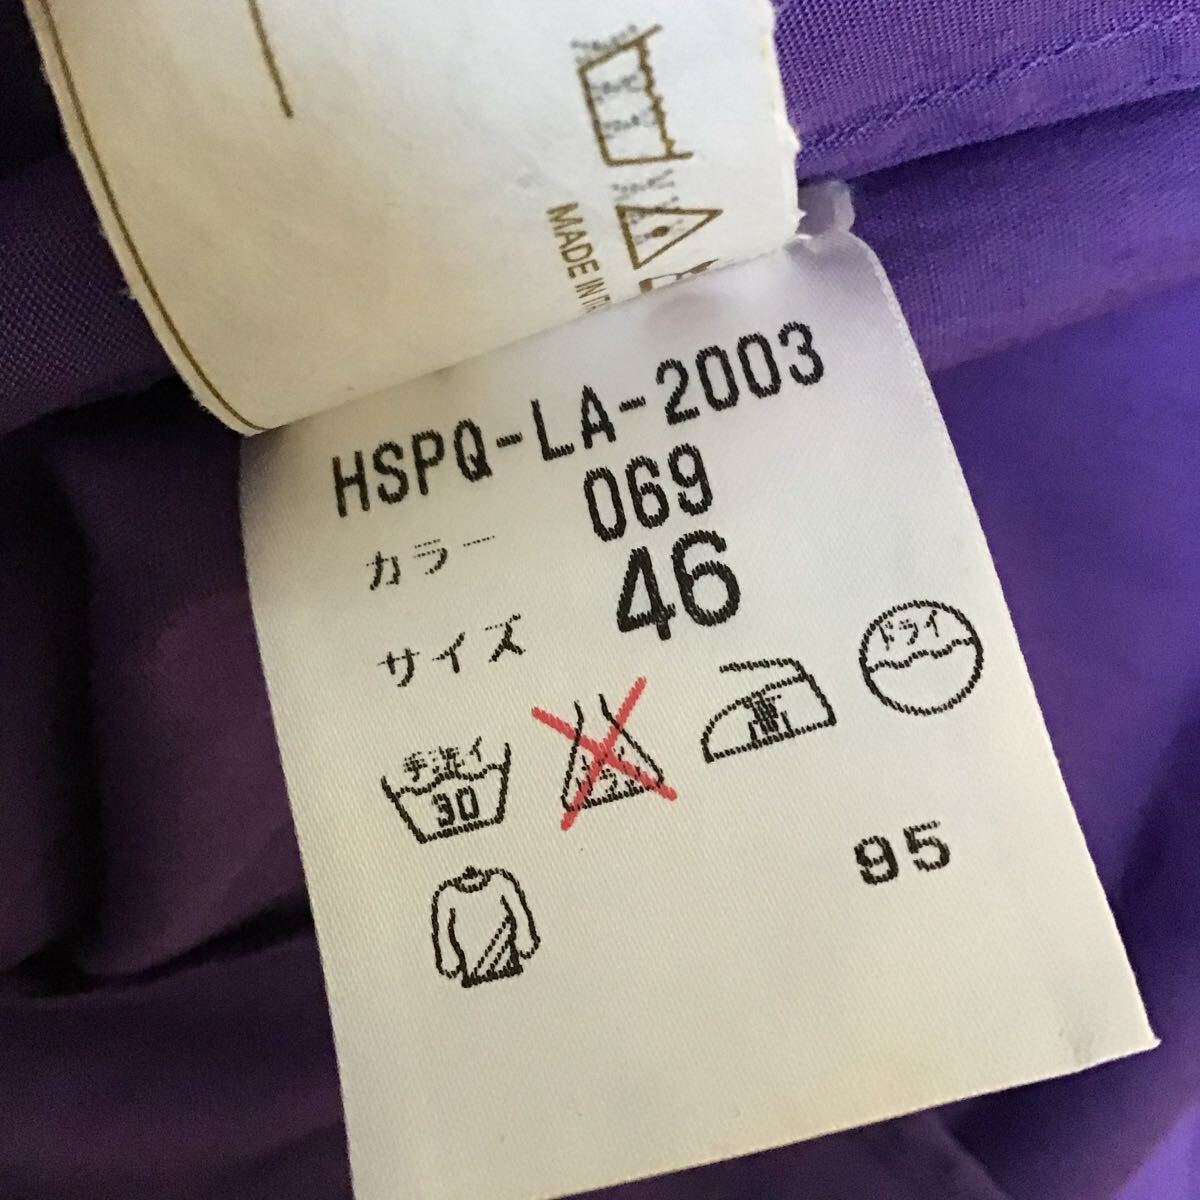 MADE IN
HSPQ-LA-2003
カラー 069
サイズ 46
手洗イ
30
中
ドライ
95